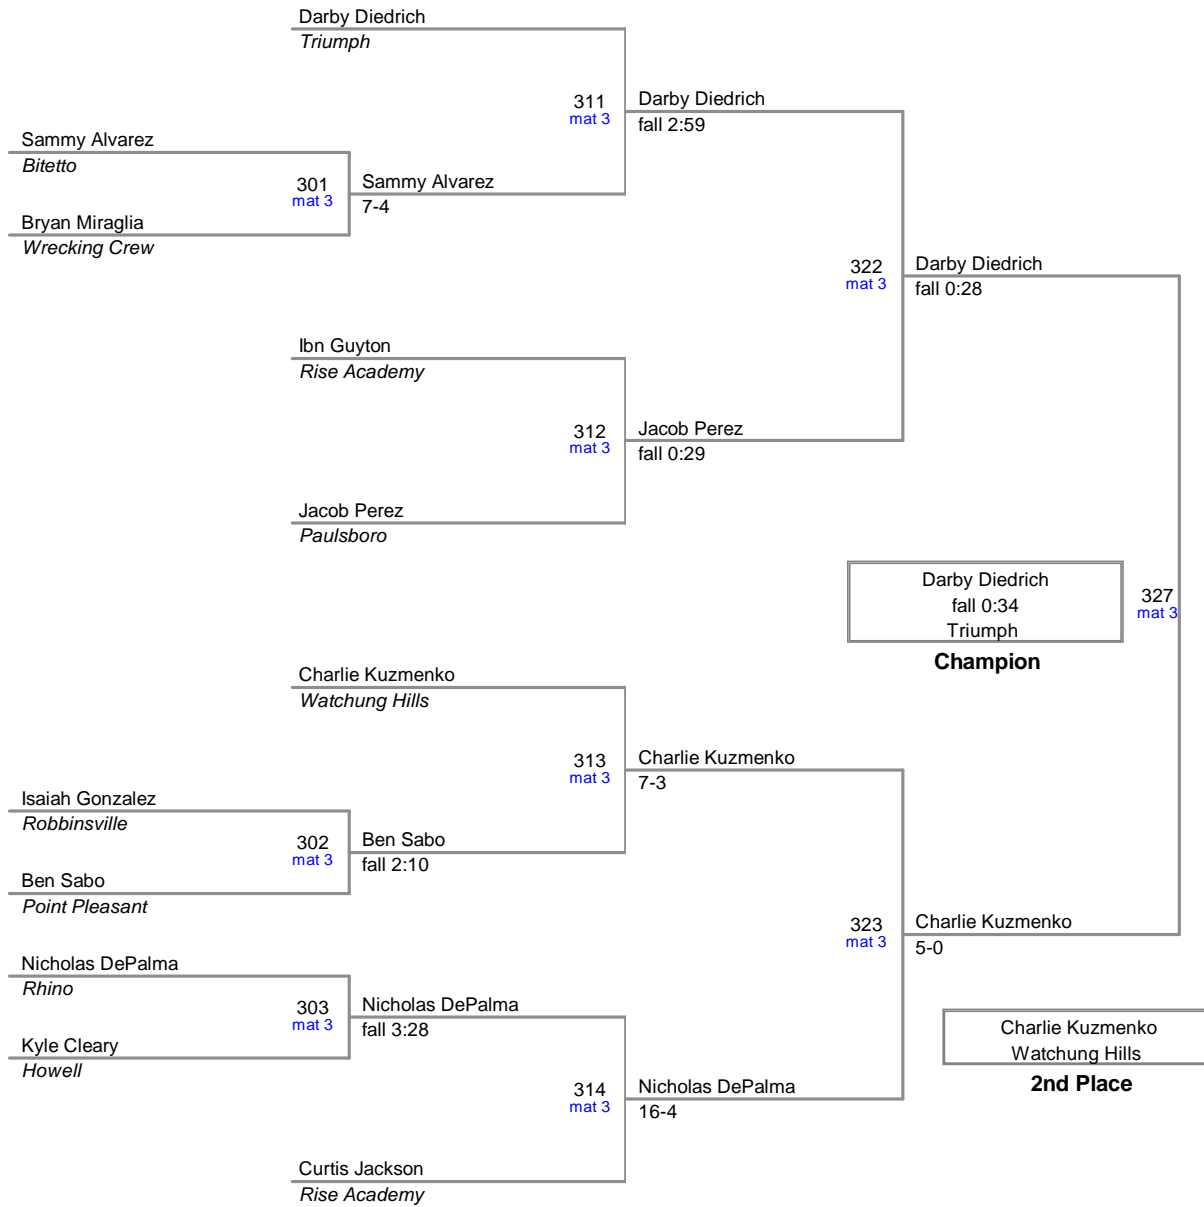 Darby Diedrich
Triumph
311
mat 3
Darby Diedrich
fall 2:59
Sammy Alvarez
Bitetto
301
mat 3
Sammy Alvarez
7-4
Bryan Miraglia
Wrecking Crew
322
mat 3
Darby Diedrich
fall 0:28
Ibn Guyton
Rise Academy
312
mat 3
Jacob Perez
fall 0:29
Jacob Perez
Paulsboro
Darby Diedrich
fall 0:34
Triumph
Champion
327
mat 3
Charlie Kuzmenko
Watchung Hills
313
mat 3
Charlie Kuzmenko
7-3
Isaiah Gonzalez
Robbinsville
302
mat 3
Ben Sabo
fall 2:10
Ben Sabo
Point Pleasant
323
mat 3
Charlie Kuzmenko
5-0
Nicholas DePalma
Rhino
303
mat 3
Nicholas DePalma
fall 3:28
Kyle Cleary
Howell
Charlie Kuzmenko
Watchung Hills
2nd Place
314
mat 3
Nicholas DePalma
16-4
Curtis Jackson
Rise Academy